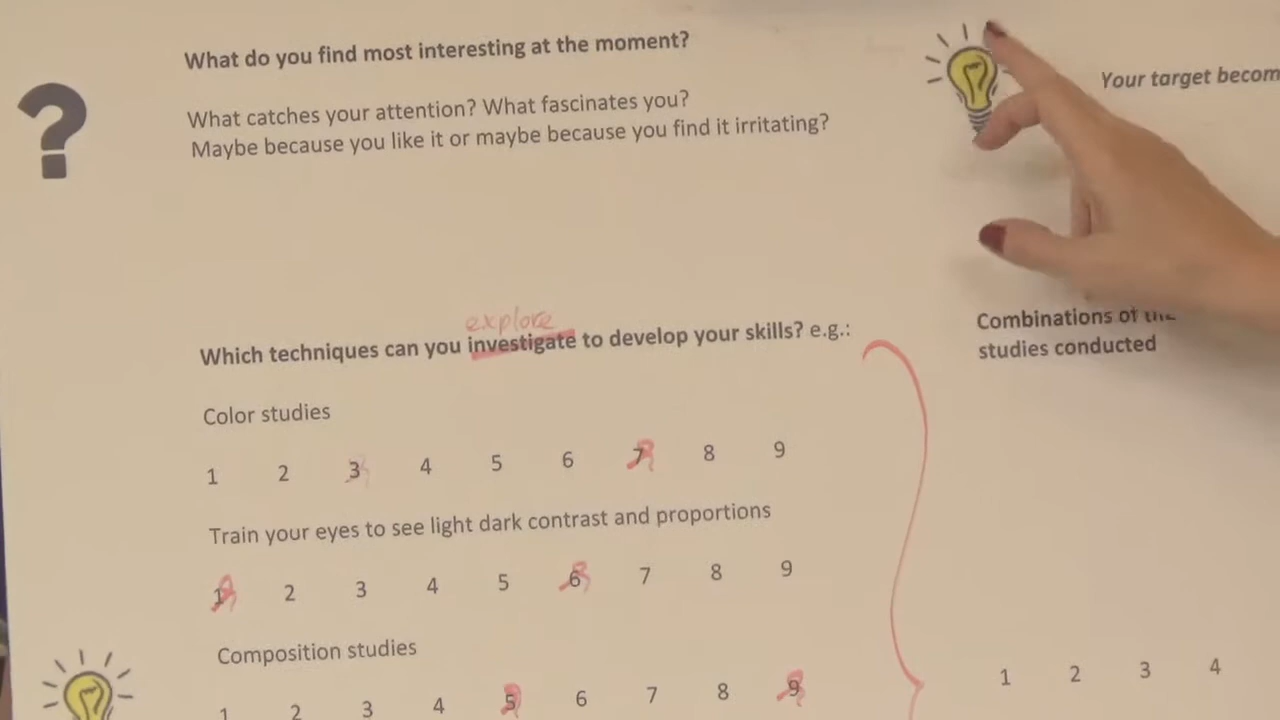 What do you find most interesting at the moment?
What catches your attention? What fascinates you?
Maybe because you like it or maybe because you find it irritating?
Your target becom
explore
Which techniques can you investigate to develop your skills? e.g.:
Combinations of the
studies conducted
Color studies
1 2 3 4 5 6 7 8 9
Train your eyes to see light dark contrast and proportions
1 2 3 4 5 6 7 8 9
Composition studies
1 2 3 4 5 6 7 8 9
1 2 3 4